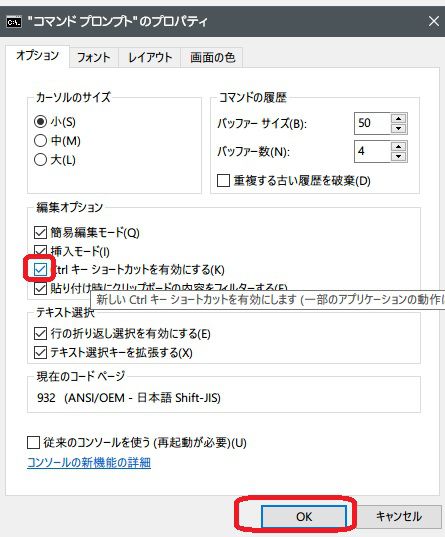 "コマンド プロンプト"のプロパティ
オプション フォント レイアウト 画面の色
カーソルのサイズ
小(S)
中(M)
大(L)
コマンドの履歴
バッファー サイズ(B): 50
バッファー数(N): 4
重複する古い履歴を破棄(D)
編集オプション
簡易編集モード(Q)
挿入モード(I)
Ctrl キー ショートカットを有効にする(K)
貼り付け時にクリップボードの内容をフィルターする(F)
新しい Ctrl キー ショートカットを有効にします (一部のアプリケーションの動作に
テキスト選択
行の折り返し選択を有効にする(E)
テキスト選択キーを拡張する(X)
現在のコード ページ
932 (ANSI/OEM - 日本語 Shift-JIS)
従来のコンソールを使う (再起動が必要)(U)
コンソールの新機能の詳細
OK キャンセル